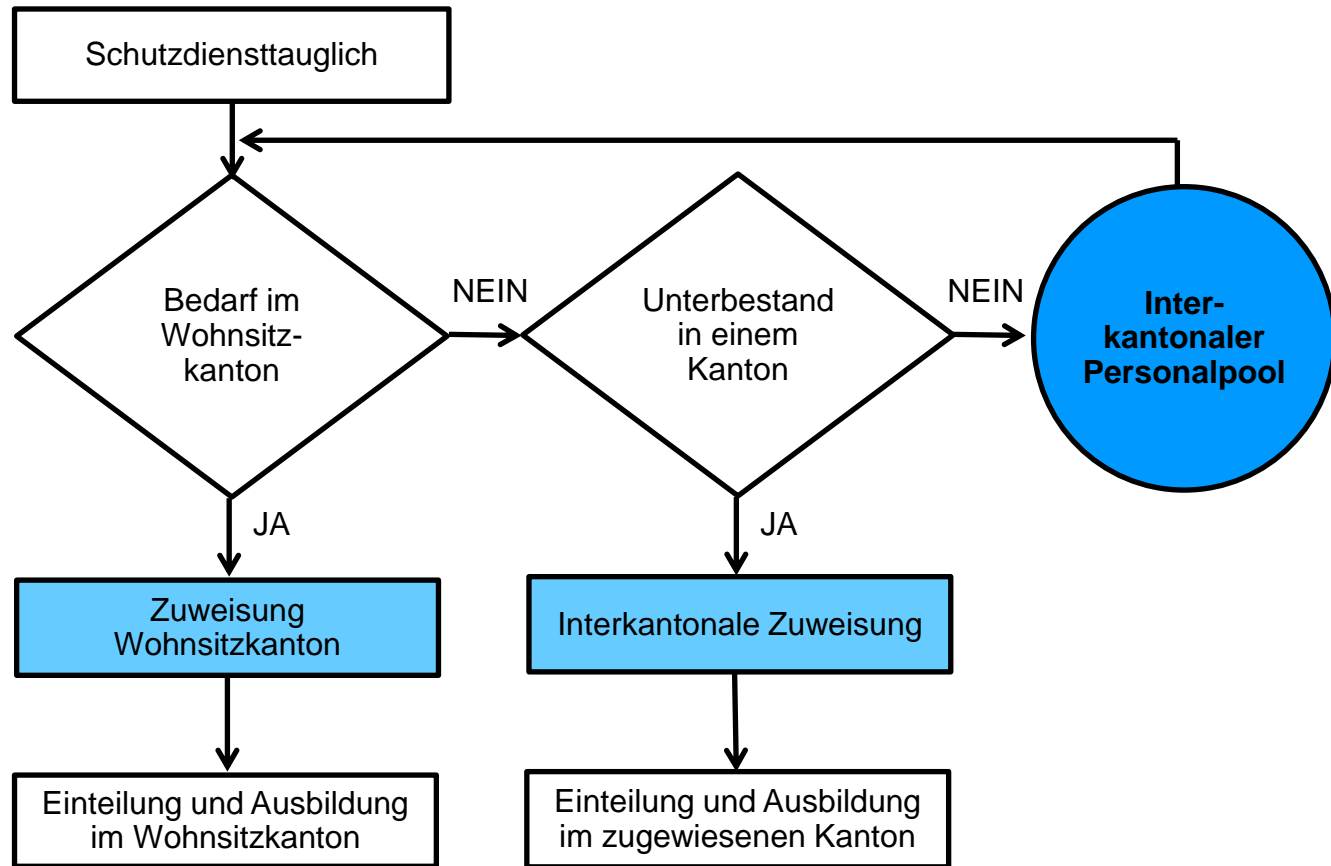 Schutzdiensttauglich
Bedarf im
Wohnsitz-
kanton
NEIN
Unterbestand
in einem
Kanton
NEIN
Inter-
kantonaler
Personalpool
JA
JA
Zuweisung
Wohnsitzkanton
Interkantonale Zuweisung
Einteilung und Ausbildung
im Wohnsitzkanton
Einteilung und Ausbildung
im zugewiesenen Kanton